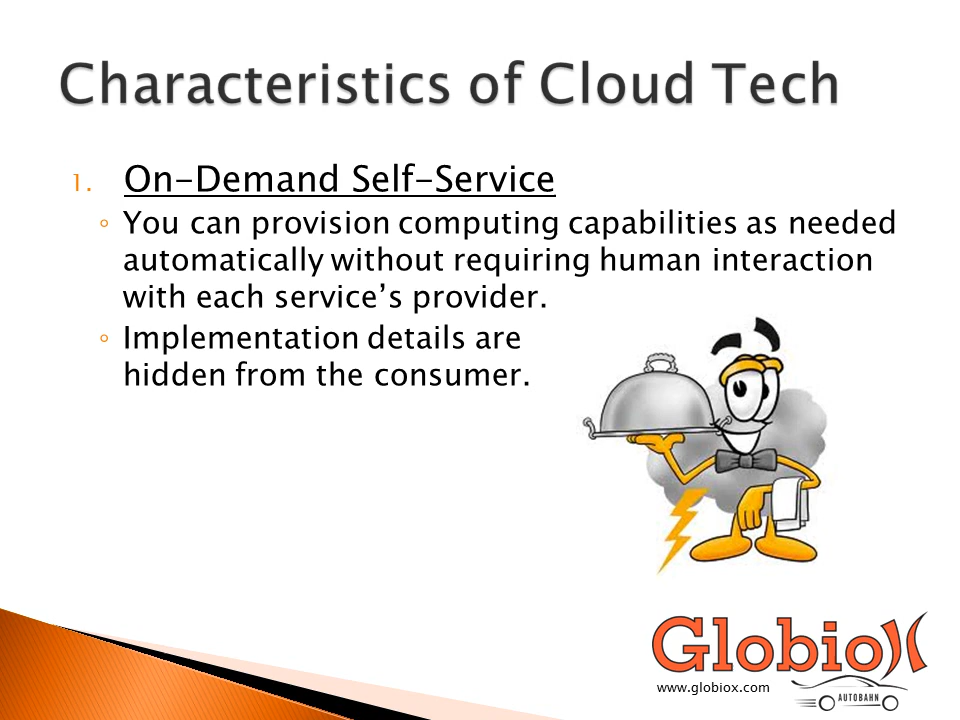 Characteristics of Cloud Tech
1. On-Demand Self-Service
◦ You can provision computing capabilities as needed
automatically without requiring human interaction
with each service’s provider.
◦ Implementation details are
hidden from the consumer.
Globiox
www.globiox.com
AUTOBAHN